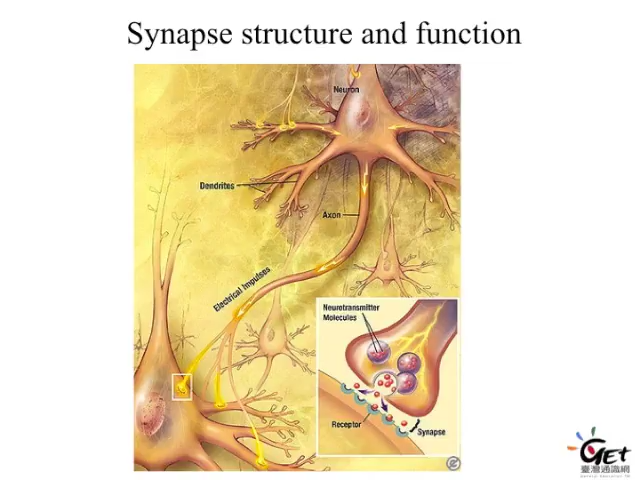 Synapse structure and function
Neuron
Dendrites
Axon
Electrical Impulses
Neurotransmitter
Molecules
Receptor
Synapse
GET
臺灣通識網